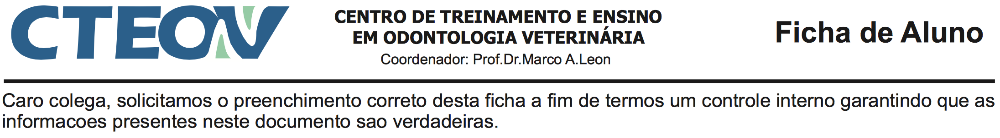 CTEOV
CENTRO DE TREINAMENTO E ENSINO
EM ODONTOLOGIA VETERINÁRIA
Coordenador: Prof.Dr.Marco A.Leon
Ficha de Aluno
Caro colega, solicitamos o preenchimento correto desta ficha a fim de termos um controle interno garantindo que as
informacoes presentes neste documento sao verdadeiras.